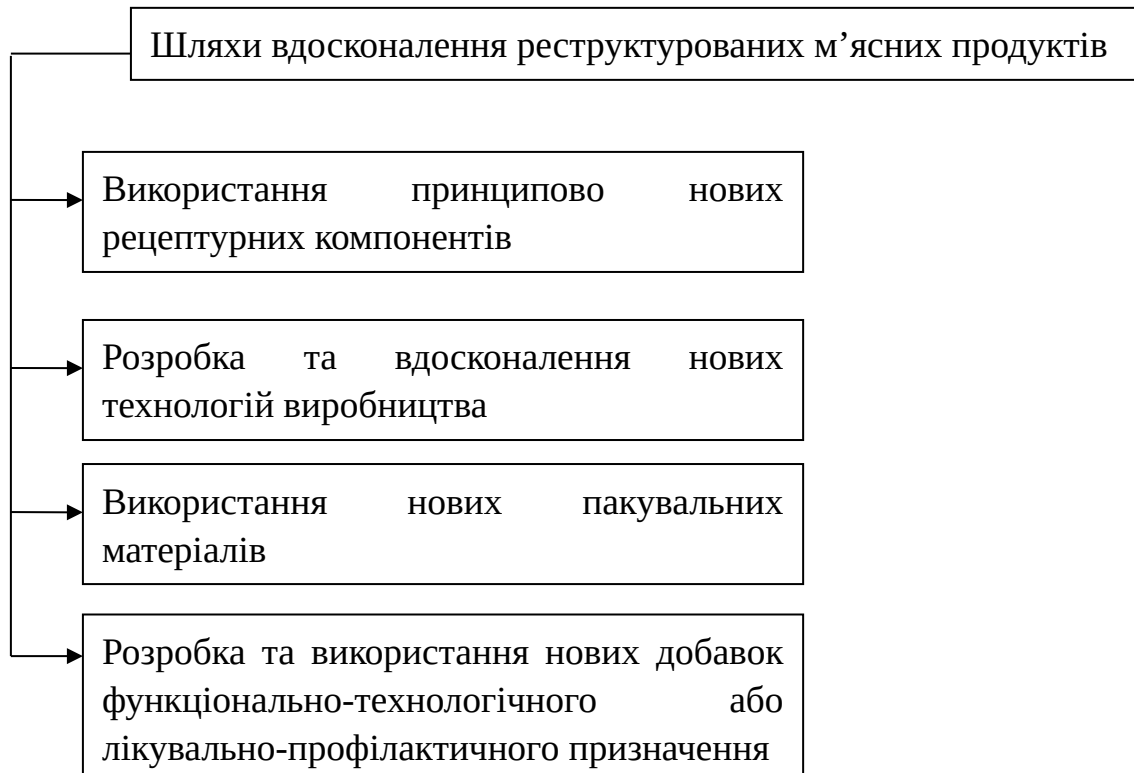 Шляхи вдосконалення реструктурованих м’ясних продуктів
Використання принципово нових
рецептурних компонентів
Розробка та вдосконалення нових
технологій виробництва
Використання нових пакувальних
матеріалів
Розробка та використання нових добавок
функціонально-технологічного або
лікувально-профілактичного призначення